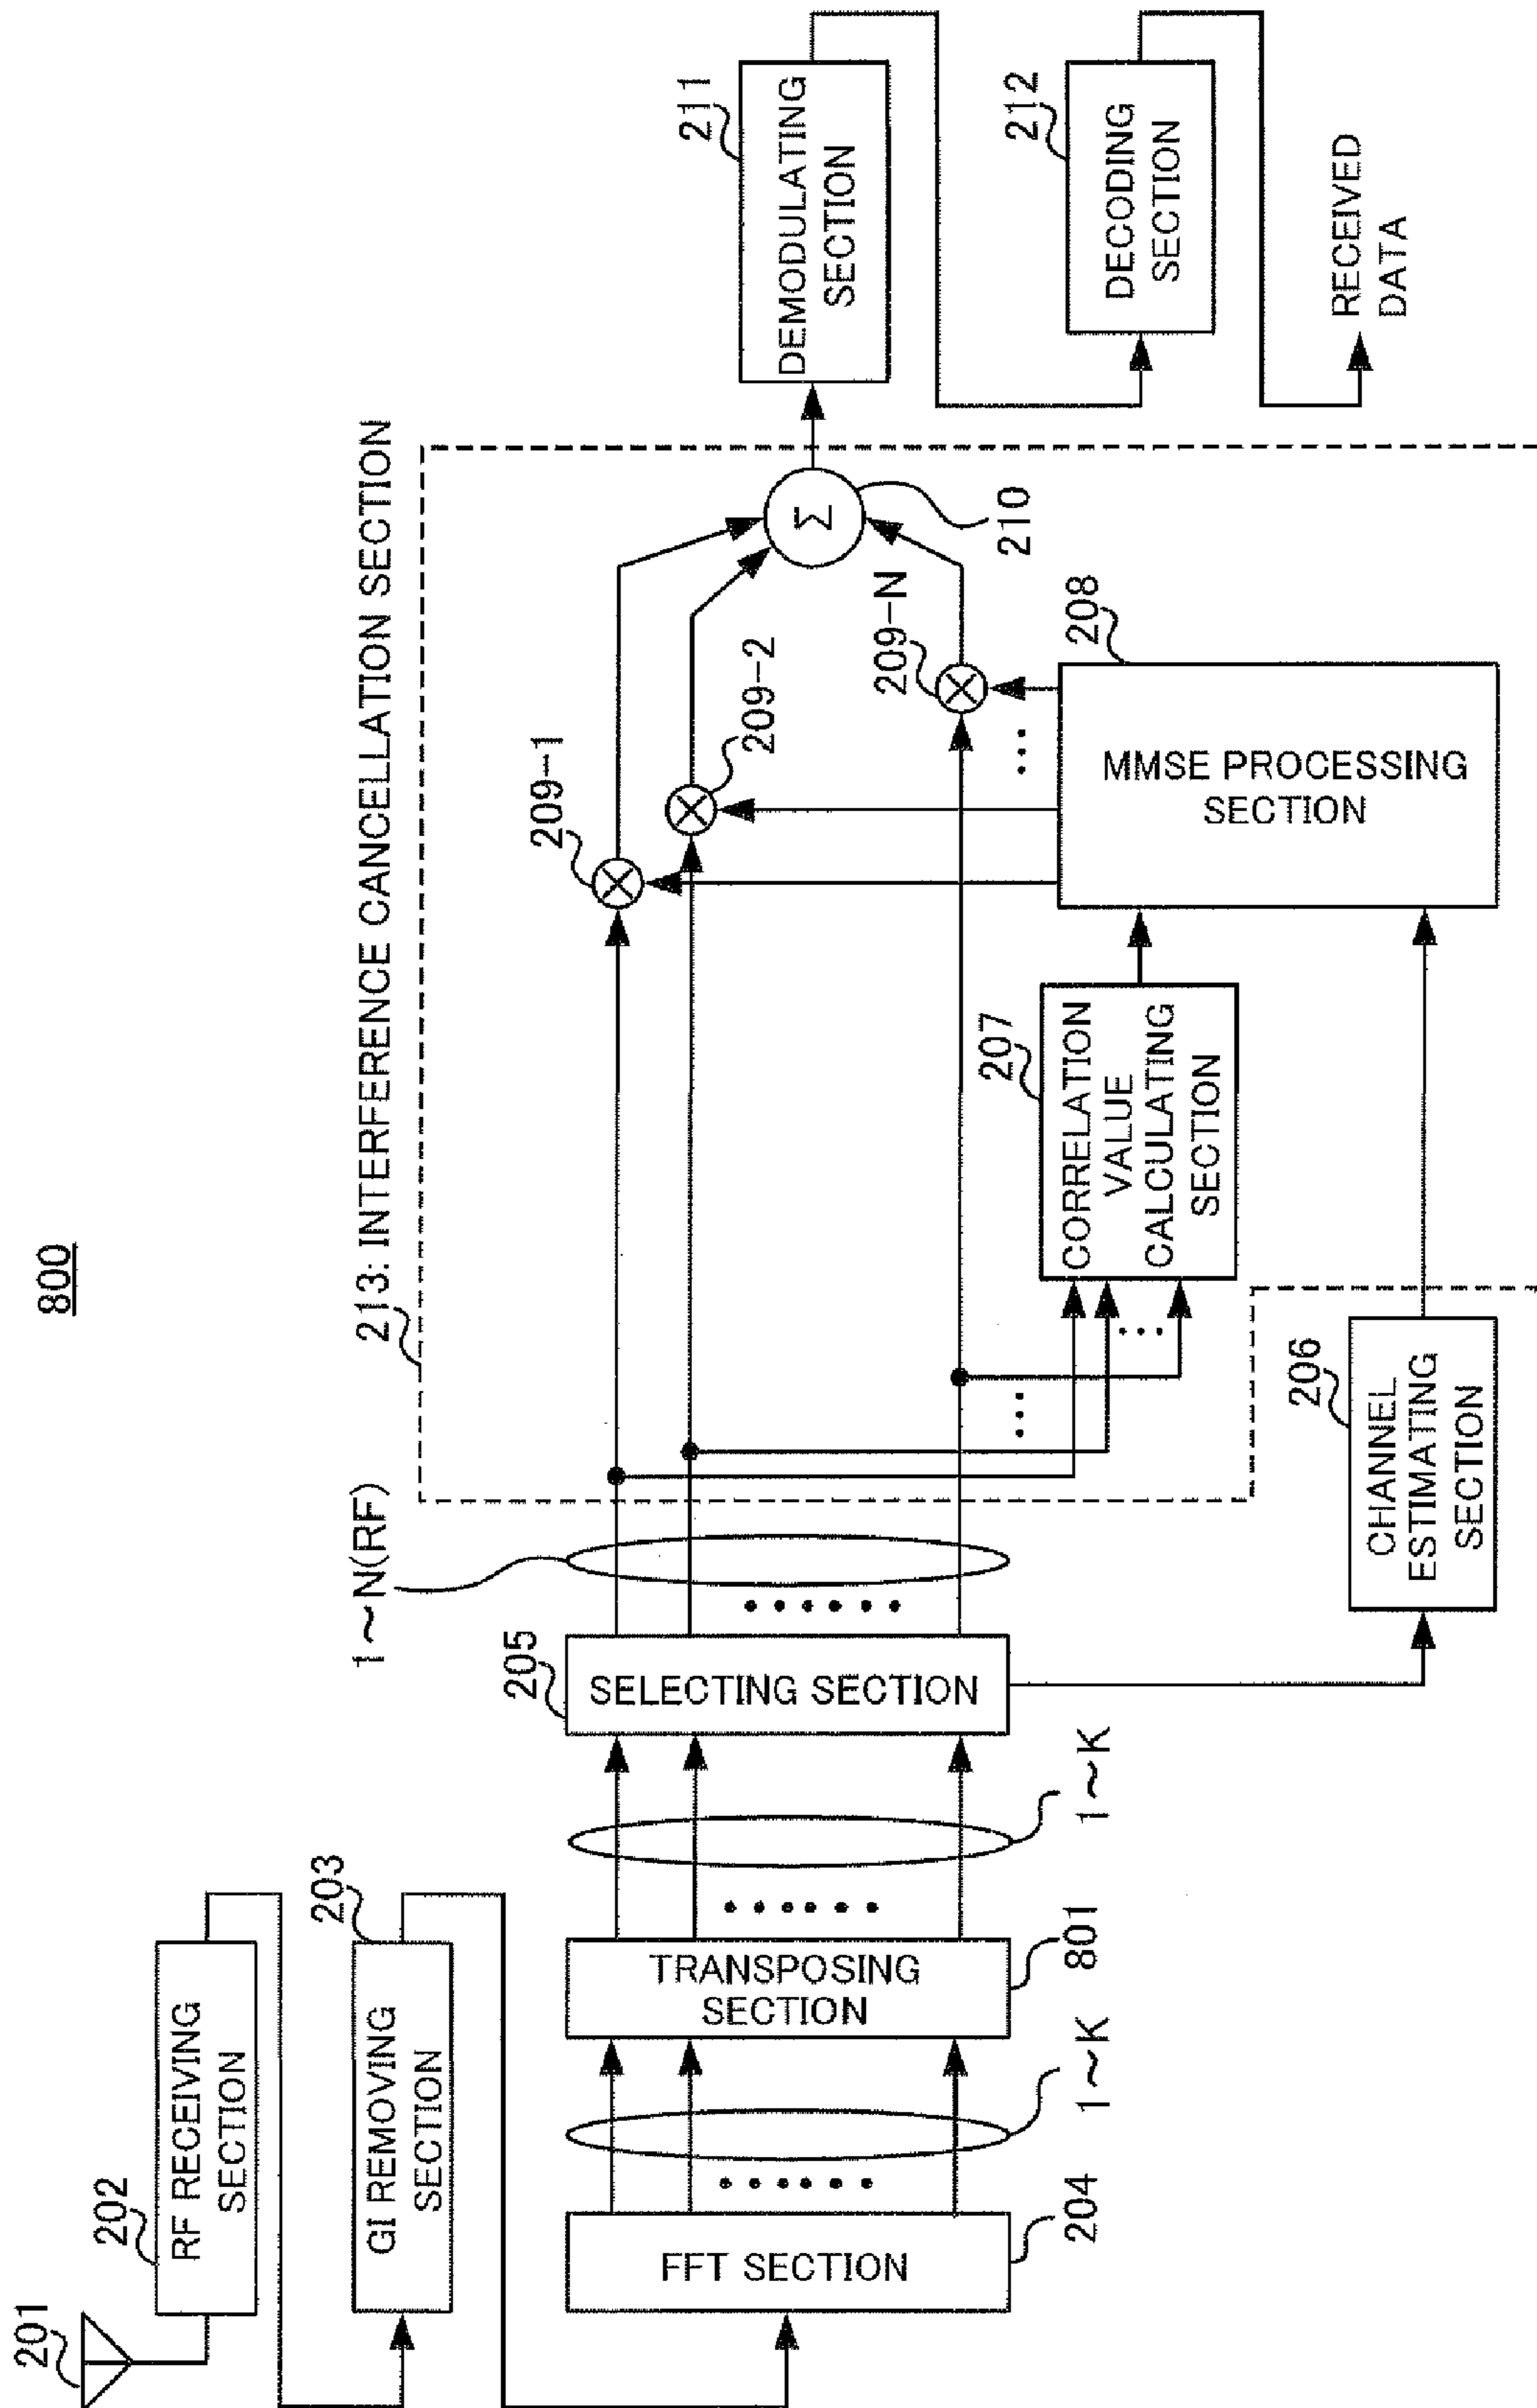 800
201
202
RF RECEIVING
SECTION
203
GI REMOVING
SECTION
204
FFT SECTION
1~K
801
TRANSPOSING
SECTION
1~K
205
SELECTING SECTION
1~N(RF)
213: INTERFERENCE CANCELLATION SECTION
206
CHANNEL
ESTIMATING
SECTION
207
CORRELATION
VALUE
CALCULATING
SECTION
208
MMSE PROCESSING
SECTION
209-1
209-2
209-N
Σ
210
211
DEMODULATING
SECTION
212
DECODING
SECTION
RECEIVED
DATA